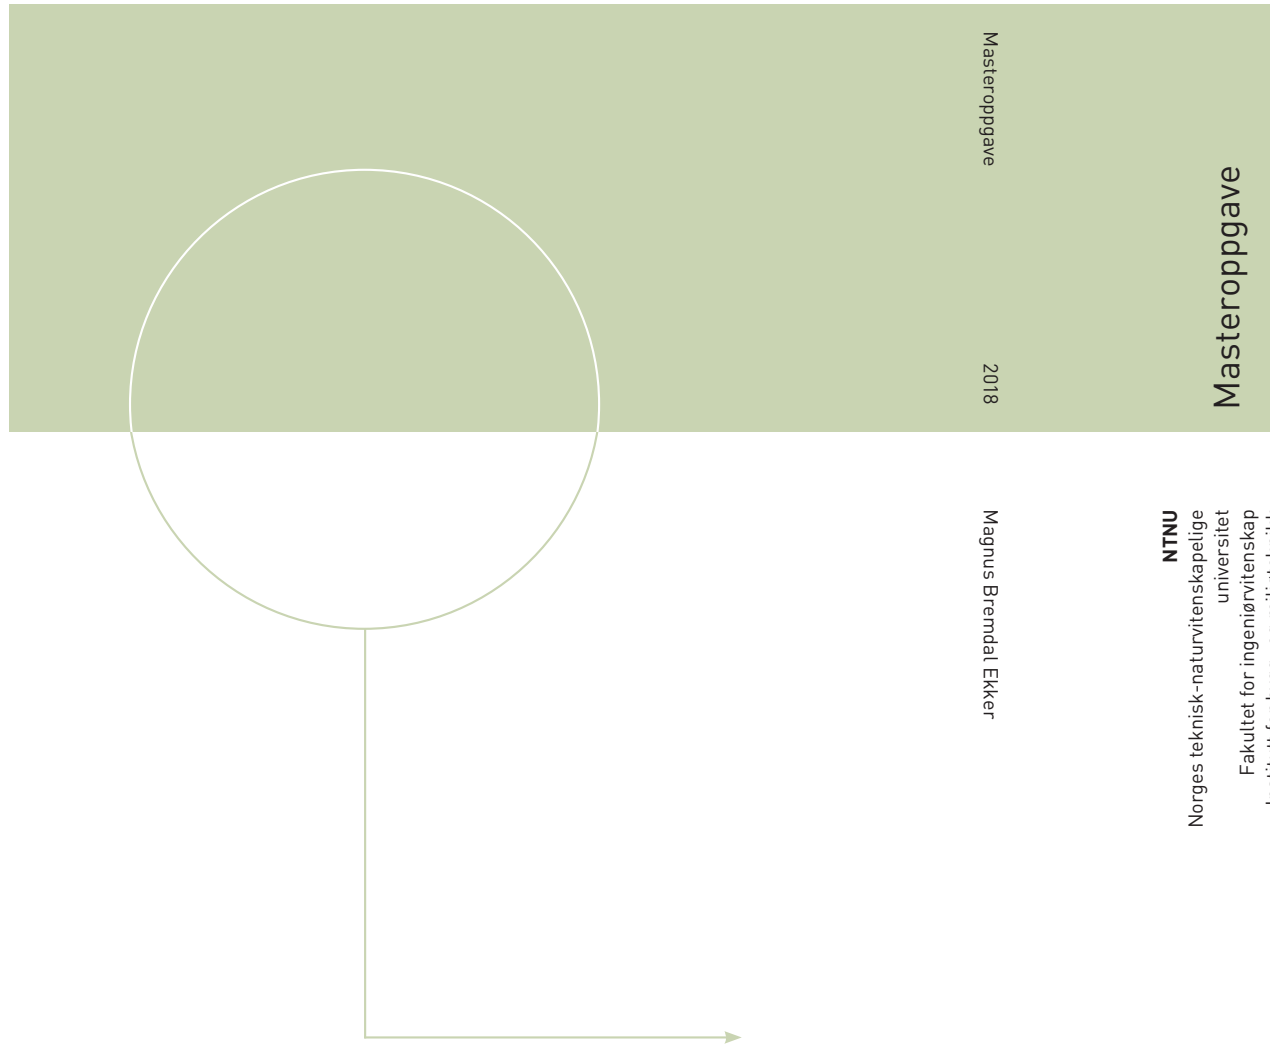 Masteroppgave
2018
Magnus Bremdal Ekker
Masteroppgave
NTNU
Norges teknisk-naturvitenskapelige
universitet
Fakultet for ingeniørvitenskap